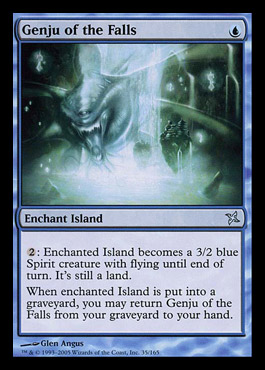 Genju of the Falls
Enchant Island
2: Enchanted Island becomes a 3/2 blue
Spirit creature with flying until end of
turn. It's still a land.
When enchanted Island is put into a
graveyard, you may return Genju of the
Falls from your graveyard to your hand.
Glen Angus
™ & © 1993–2005 Wizards of the Coast, Inc. 35/165